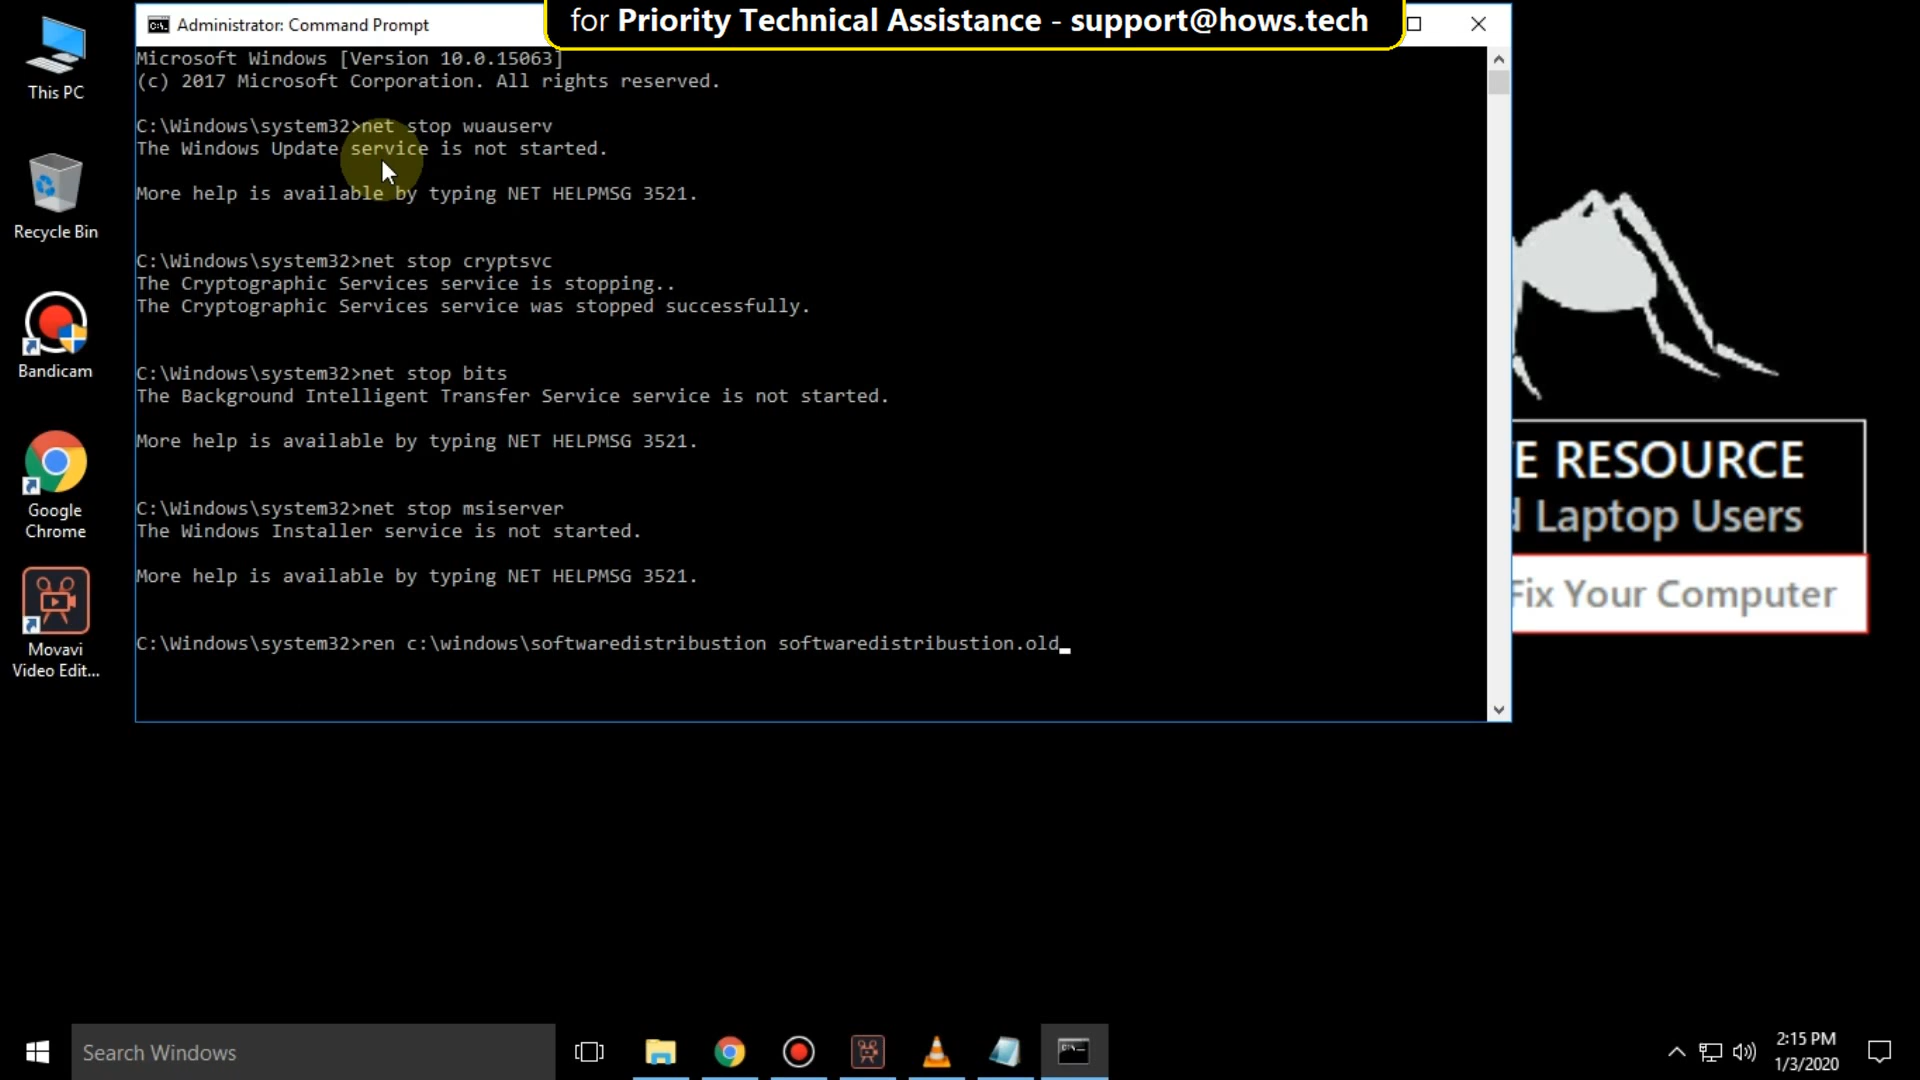 for Priority Technical Assistance - support@hows.tech
Administrator: Command Prompt
Microsoft Windows [Version 10.0.15063]
(c) 2017 Microsoft Corporation. All rights reserved.
C:\Windows\system32>net stop wuauserv
The Windows Update service is not started.
More help is available by typing NET HELPMSG 3521.
C:\Windows\system32>net stop cryptsvc
The Cryptographic Services service is stopping..
The Cryptographic Services service was stopped successfully.
C:\Windows\system32>net stop bits
The Background Intelligent Transfer Service service is not started.
More help is available by typing NET HELPMSG 3521.
C:\Windows\system32>net stop msiserver
The Windows Installer service is not started.
More help is available by typing NET HELPMSG 3521.
C:\Windows\system32>ren c:\windows\softwaredistribustion softwaredistribustion.old
This PC
Recycle Bin
Bandicam
Google
Chrome
Movavi
Video Edit...
E RESOURCE
d Laptop Users
Fix Your Computer
Search Windows
2:15 PM
1/3/2020